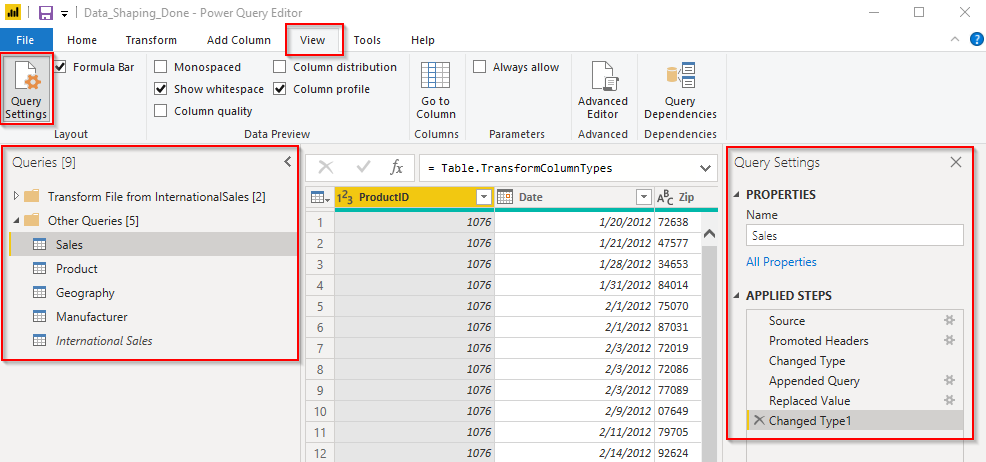 Data_Shaping_Done - Power Query Editor
File Home Transform Add Column View Tools Help
Query Settings
Formula Bar
Layout
Monospaced
Show whitespace
Column quality
Column distribution
Column profile
Data Preview
Go to Column
Columns
Always allow
Parameters
Advanced Editor
Advanced
Query Dependencies
Dependencies
Queries [9]
Transform File from InternationalSales [2]
Other Queries [5]
Sales
Product
Geography
Manufacturer
International Sales
fx = Table.TransformColumnTypes
123 ProductID Date ABC Zip
1 1076 1/20/2012 72638
2 1076 1/21/2012 47577
3 1076 1/28/2012 34653
4 1076 1/31/2012 84014
5 1076 2/1/2012 75070
6 1076 2/1/2012 87031
7 1076 2/3/2012 72019
8 1076 2/3/2012 72086
9 1076 2/3/2012 77089
10 1076 2/9/2012 07649
11 1076 2/11/2012 79705
12 1076 2/14/2012 92624
Query Settings
PROPERTIES
Name
Sales
All Properties
APPLIED STEPS
Source
Promoted Headers
Changed Type
Appended Query
Replaced Value
Changed Type1